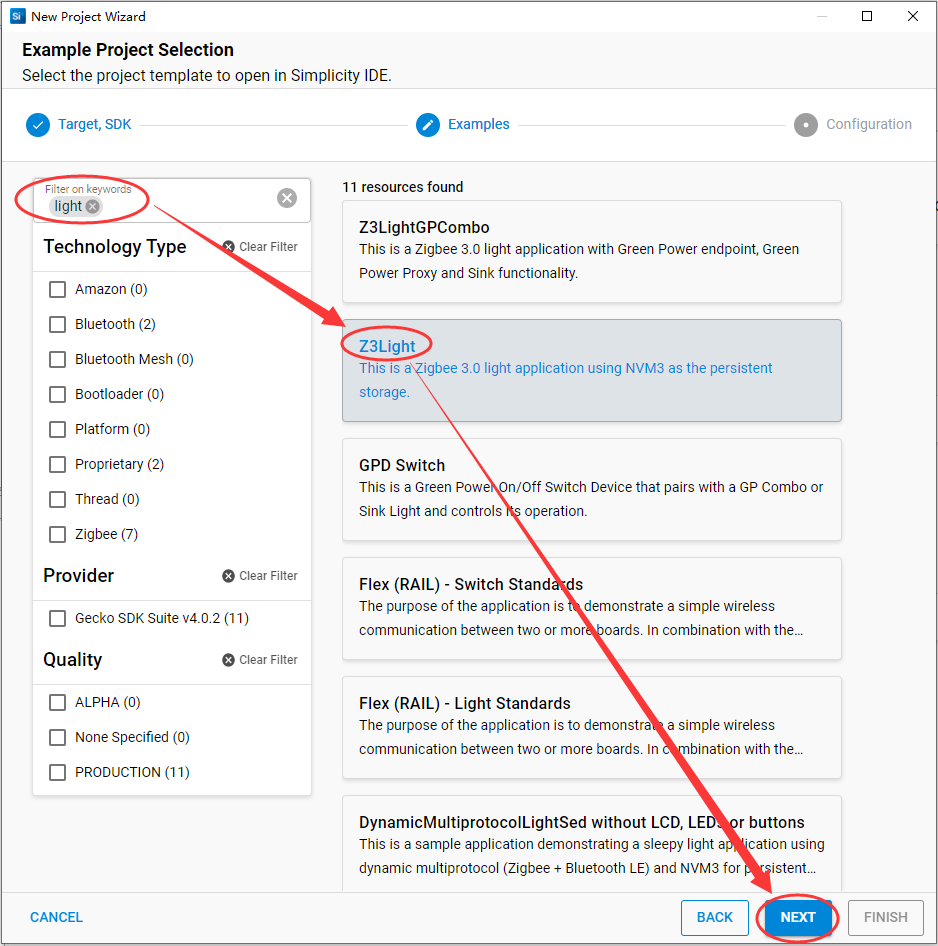 Si
New Project Wizard
Example Project Selection
Select the project template to open in Simplicity IDE.
Target, SDK
Examples
Configuration
Filter on keywords
light
Technology Type
Clear Filter
Amazon (0)
Bluetooth (2)
Bluetooth Mesh (0)
Bootloader (0)
Platform (0)
Proprietary (2)
Thread (0)
Zigbee (7)
Provider
Clear Filter
Gecko SDK Suite v4.0.2 (11)
Quality
Clear Filter
ALPHA (0)
None Specified (0)
PRODUCTION (11)
11 resources found
Z3LightGPCombo
This is a Zigbee 3.0 light application with Green Power endpoint, Green
Power Proxy and Sink functionality.
Z3Light
This is a Zigbee 3.0 light application using NVM3 as the persistent
storage.
GPD Switch
This is a Green Power On/Off Switch Device that pairs with a GP Combo or
Sink Light and controls its operation.
Flex (RAIL) - Switch Standards
The purpose of the application is to demonstrate a simple wireless
communication between two or more boards. In combination with the...
Flex (RAIL) - Light Standards
The purpose of the application is to demonstrate a simple wireless
communication between two or more boards. In combination with the...
DynamicMultiprotocolLightSed without LCD, LEDs or buttons
This is a sample application demonstrating a sleepy light application using
dynamic multiprotocol (Zigbee + Bluetooth LE) and NVM3 for persistent...
CANCEL
BACK
NEXT
FINISH